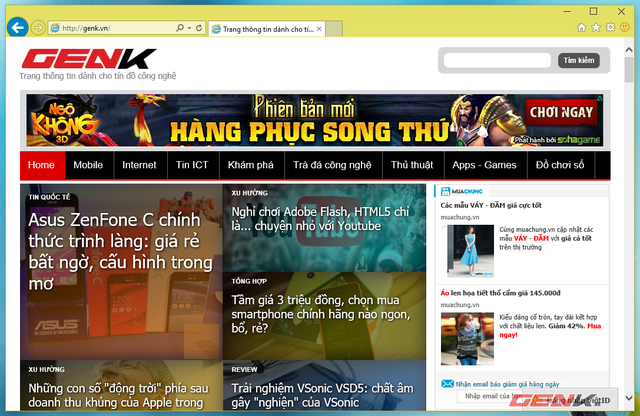 http://genk.vn/
Trang thông tin dành cho tí...
GENK
Trang thông tin dành cho tín đồ công nghệ
Tìm kiếm
NGỘ KHÔNG 3D
Phiên bản mới
HÀNG PHỤC SONG THÚ
CHƠI NGAY
Phát hành bởi sohagame
Home Mobile Internet Tin ICT Khám phá Trà đá công nghệ Thủ thuật Apps - Games Đồ chơi số
TIN QUỐC TẾ
Asus ZenFone C chính
thức trình làng: giá rẻ
bất ngờ, cấu hình trong
mơ
XU HƯỚNG
Nghỉ chơi Adobe Flash, HTML5 chỉ
là... chuyện nhỏ với Youtube
TỔNG HỢP
Tầm giá 3 triệu đồng, chọn mua
smartphone chính hãng nào ngon,
bổ, rẻ?
XU HƯỚNG
Những con số "động trời" phía sau
doanh thu khủng của Apple trong
REVIEW
Trải nghiệm VSonic VSD5: chất âm
gây "nghiện" của VSONIC
MUACHUNG
Các mẫu VÁY - ĐẦM giá cực tốt
muachung.vn
Cùng muachung.vn cập nhật các
mẫu VÁY - ĐẦM với giá cả tốt
trên thị trường
Áo len họa tiết thổ cẩm giá 145.000đ
muachung.vn
Kiểu dáng cổ tròn, tay dài kết hợp
với chất liệu len. Giảm 42%. Mua
ngay!
Nhận email báo giảm giá hàng ngày
Nhập email của
GENK